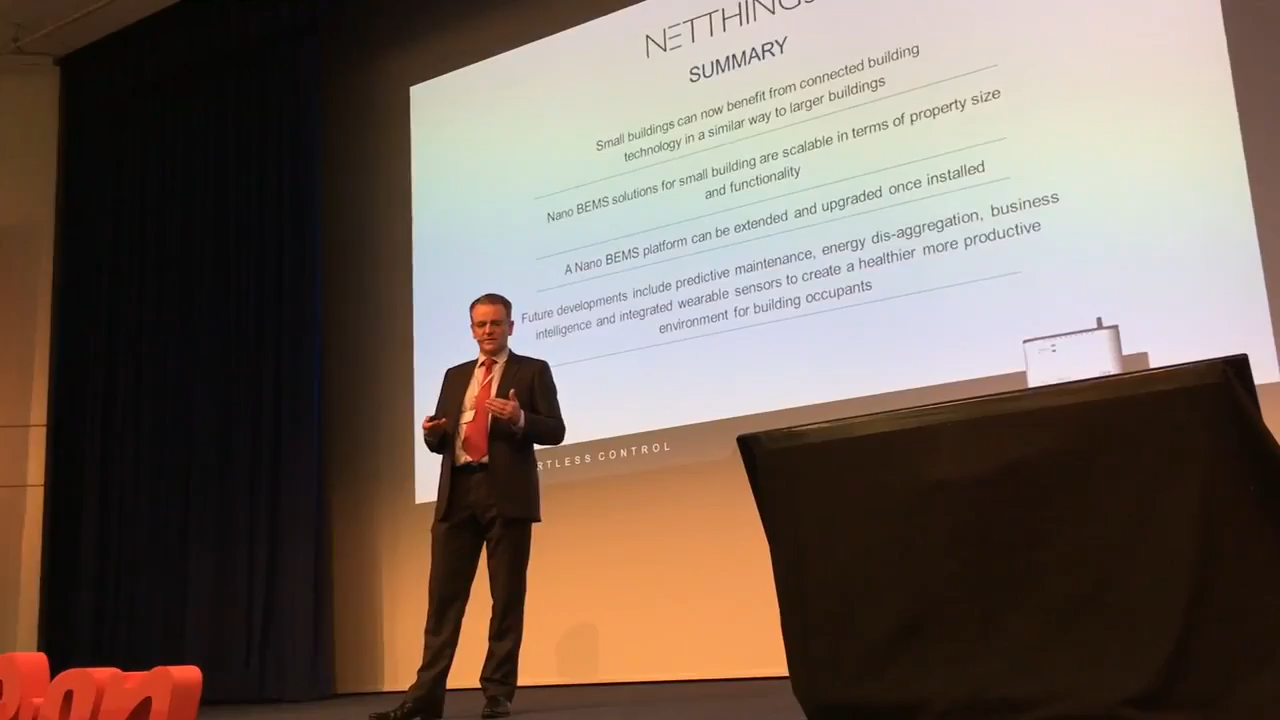 NETTHINGS
SUMMARY
Small buildings can now benefit from connected building
technology in a similar way to larger buildings
Nano BEMS solutions for small building are scalable in terms of property size
and functionality
A Nano BEMS platform can be extended and upgraded once installed
Future developments include predictive maintenance, energy dis-aggregation, business
intelligence and integrated wearable sensors to create a healthier more productive
environment for building occupants
RTLESS CONTROL